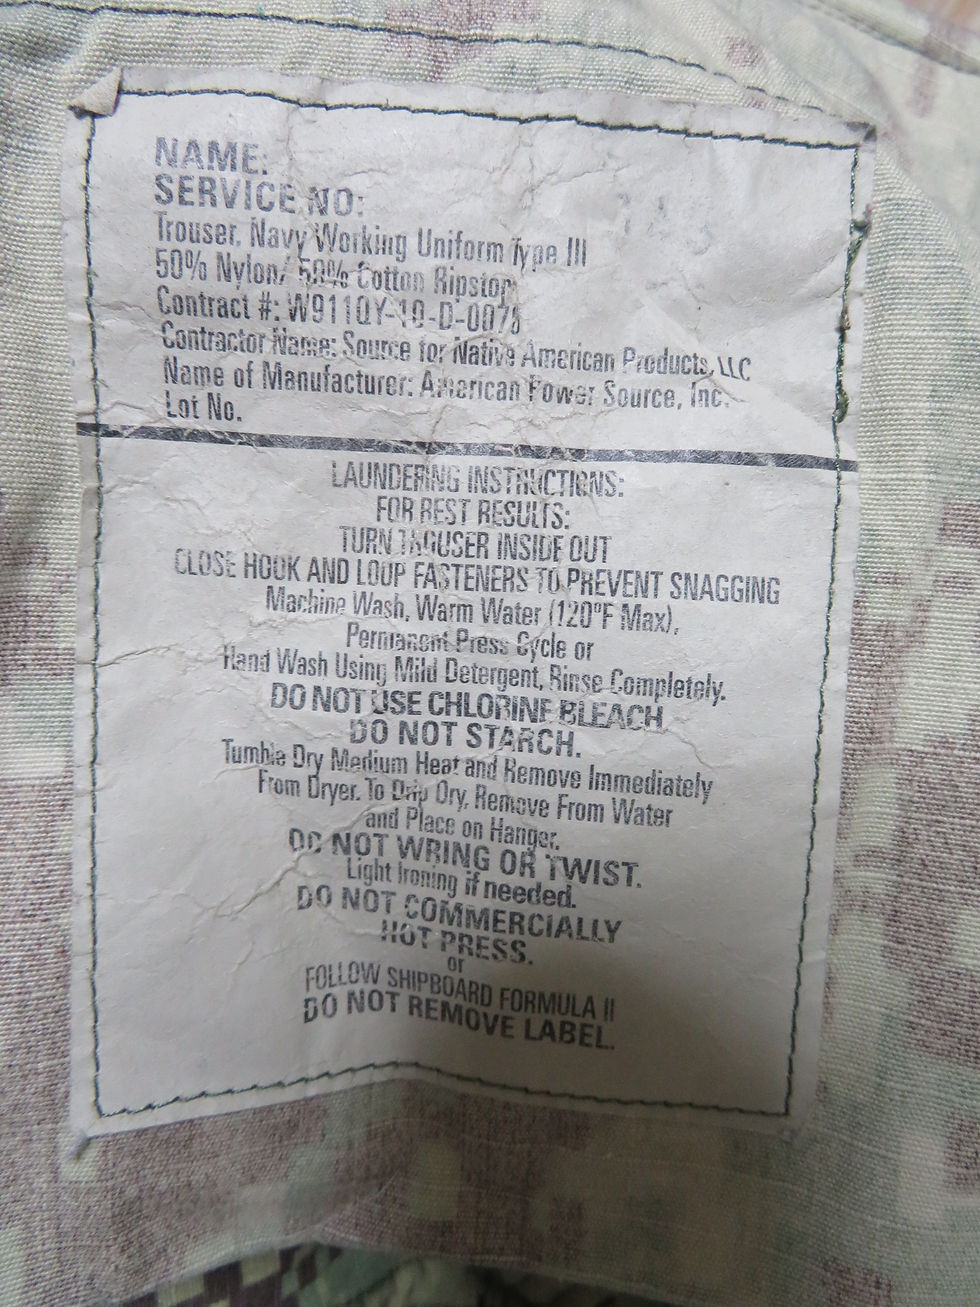 NAME:
SERVICE NO:
Trouser, Navy Working Uniform Type III
50% Nylon/ 50% Cotton Ripstop
Contract #: W911QY-10-D-0078
Contractor Name: Source for Native American Products, LLC
Name of Manufacturer: American Power Source, Inc.
Lot No.
LAUNDERING INSTRUCTIONS:
FOR BEST RESULTS:
TURN TROUSER INSIDE OUT
CLOSE HOOK AND LOOP FASTENERS TO PREVENT SNAGGING
Machine Wash, Warm Water (120°F Max),
Permanent Press Cycle or
Hand Wash Using Mild Detergent, Rinse Completely.
DO NOT USE CHLORINE BLEACH
DO NOT STARCH.
Tumble Dry Medium Heat and Remove Immediately
From Dryer. To Drip Dry, Remove From Water
and Place on Hanger.
DO NOT WRING OR TWIST.
Light Ironing if needed.
DO NOT COMMERCIALLY
HOT PRESS.
or
FOLLOW SHIPBOARD FORMULA II
DO NOT REMOVE LABEL.